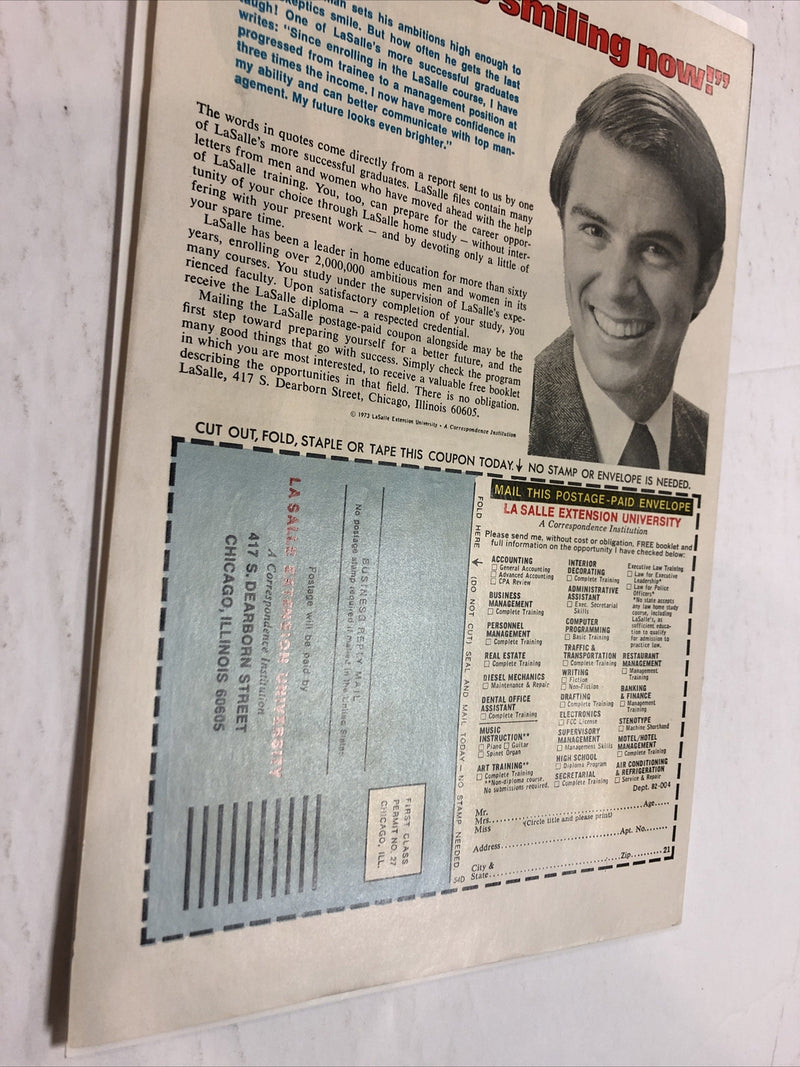 smiling now!”
sets his ambitions high enough to
skeptics smile. But how often he gets the last
laugh! One of LaSalle's more successful graduates
writes: “Since enrolling in the LaSalle course, I have
progressed from trainee to a management position at
three times the income. I now have more confidence in
my ability and can better communicate with top man-
agement. My future looks even brighter.”
The words in quotes come directly from a report sent to us by one
of LaSalle's more successful graduates. LaSalle files contain many
letters from men and women who have moved ahead with the help
of LaSalle training. You, too, can prepare for the career oppor-
tunity of your choice through LaSalle home study — without inter-
fering with your present work — and by devoting only a little of
your spare time.
LaSalle has been a leader in home education for more than sixty
years, enrolling over 2,000,000 ambitious men and women in its
many courses. You study under the supervision of LaSalle's expe-
rienced faculty. Upon satisfactory completion of your study, you
receive the LaSalle diploma — a respected credential.
Mailing the LaSalle postage-paid coupon alongside may be the
first step toward preparing yourself for a better future, and the
many good things that go with success. Simply check the program
in which you are most interested, to receive a valuable free booklet
describing the opportunities in that field. There is no obligation.
LaSalle, 417 S. Dearborn Street, Chicago, Illinois 60605.
© 1973 LaSalle Extension University • A Correspondence Institution
CUT OUT, FOLD, STAPLE OR TAPE THIS COUPON TODAY. NO STAMP OR ENVELOPE IS NEEDED.
LA SALLE EXTENSION UNIVERSITY
A Correspondence Institution
417 S. DEARBORN STREET
CHICAGO, ILLINOIS 60605
Postage will be paid by
BUSINESS REPLY MAIL
No postage stamp required if mailed in the United States
FIRST CLASS
PERMIT NO. 27
CHICAGO, ILL.
FOLD HERE (DO NOT CUT) SEAL AND MAIL TODAY — NO STAMP NEEDED
54D
MAIL THIS POSTAGE-PAID ENVELOPE
LA SALLE EXTENSION UNIVERSITY
A Correspondence Institution
Please send me, without cost or obligation, FREE booklet and
full information on the opportunity I have checked below:
ACCOUNTING
General Accounting
Advanced Accounting
CPA Review
BUSINESS
MANAGEMENT
Complete Training
PERSONNEL
MANAGEMENT
Complete Training
REAL ESTATE
Complete Training
DIESEL MECHANICS
Maintenance & Repair
DENTAL OFFICE
ASSISTANT
Complete Training
MUSIC
INSTRUCTION**
Piano Guitar
Spinet Organ
ART TRAINING**
Complete Training
**Non-diploma course.
No submissions required.
INTERIOR
DECORATING
Complete Training
ADMINISTRATIVE
ASSISTANT
Exec. Secretarial
Skills
COMPUTER
PROGRAMMING
Basic Training
TRAFFIC &
TRANSPORTATION
Complete Training
WRITING
Fiction
Non-Fiction
DRAFTING
Complete Training
ELECTRONICS
FCC License
SUPERVISORY
MANAGEMENT
Management Skills
HIGH SCHOOL
Diploma Program
SECRETARIAL
Complete Training
Executive Law Training
Law for Executive
Leadership*
Law for Police
Officers*
*No state accepts
any law home study
course, including
LaSalle's, as
sufficient educa-
tion to qualify
for admission to
practice law.
RESTAURANT
MANAGEMENT
Management
Training
BANKING
& FINANCE
Management
Training
STENOTYPE
Machine Shorthand
MOTEL/HOTEL
MANAGEMENT
Complete Training
AIR CONDITIONING
& REFRIGERATION
Service & Repair
Dept. 82-004
Mr.
Mrs. Age
Miss (Circle title and please print)
Apt. No.
Address
City & Zip 21
State